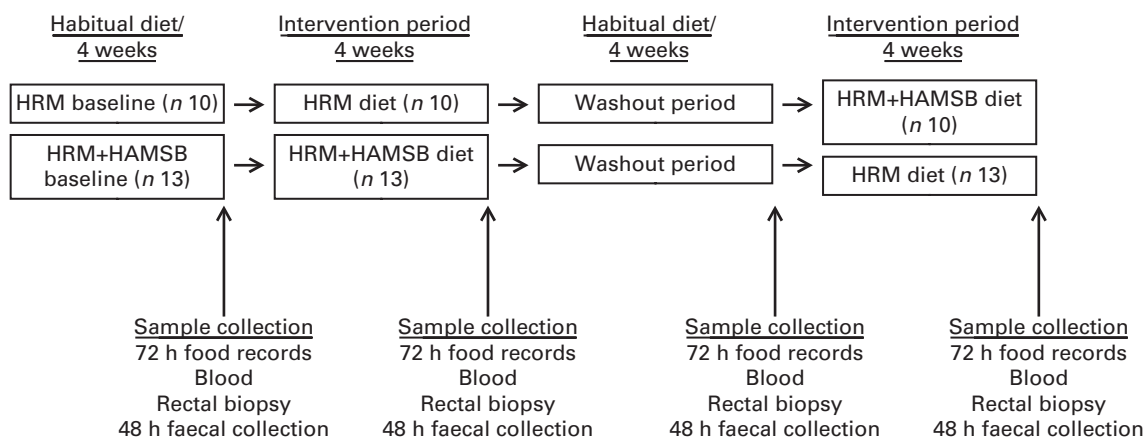 Habitual diet/
4 weeks
Intervention period
4 weeks
Habitual diet/
4 weeks
Intervention period
4 weeks
HRM baseline (n 10)
HRM diet (n 10)
Washout period
HRM+HAMSB diet
(n 10)
HRM+HAMSB
baseline (n 13)
HRM+HAMSB diet
(n 13)
Washout period
HRM diet (n 13)
Sample collection
72 h food records
Blood
Rectal biopsy
48 h faecal collection
Sample collection
72 h food records
Blood
Rectal biopsy
48 h faecal collection
Sample collection
72 h food records
Blood
Rectal biopsy
48 h faecal collection
Sample collection
72 h food records
Blood
Rectal biopsy
48 h faecal collection